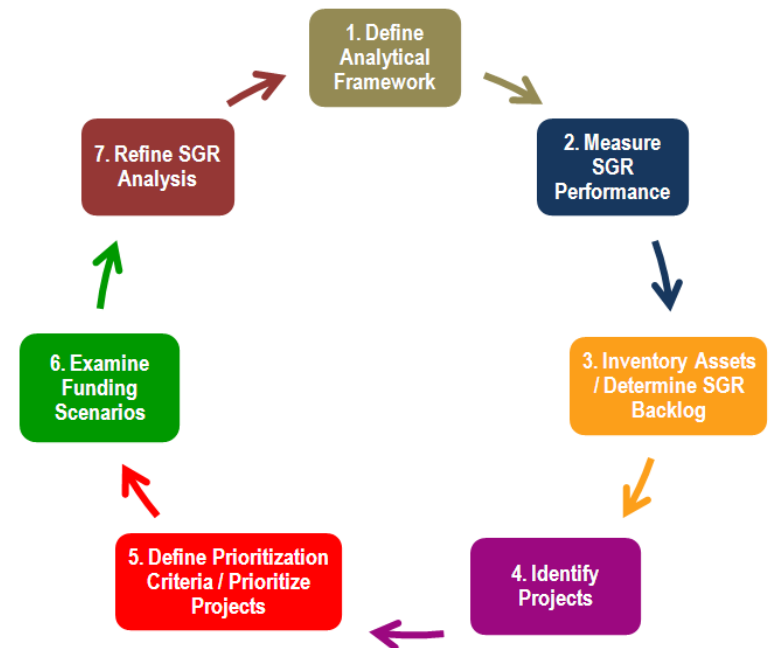 1. Define
Analytical
Framework
2. Measure
SGR
Performance
3. Inventory Assets
/ Determine SGR
Backlog
4. Identify
Projects
5. Define Prioritization
Criteria / Prioritize
Projects
6. Examine
Funding
Scenarios
7. Refine SGR
Analysis